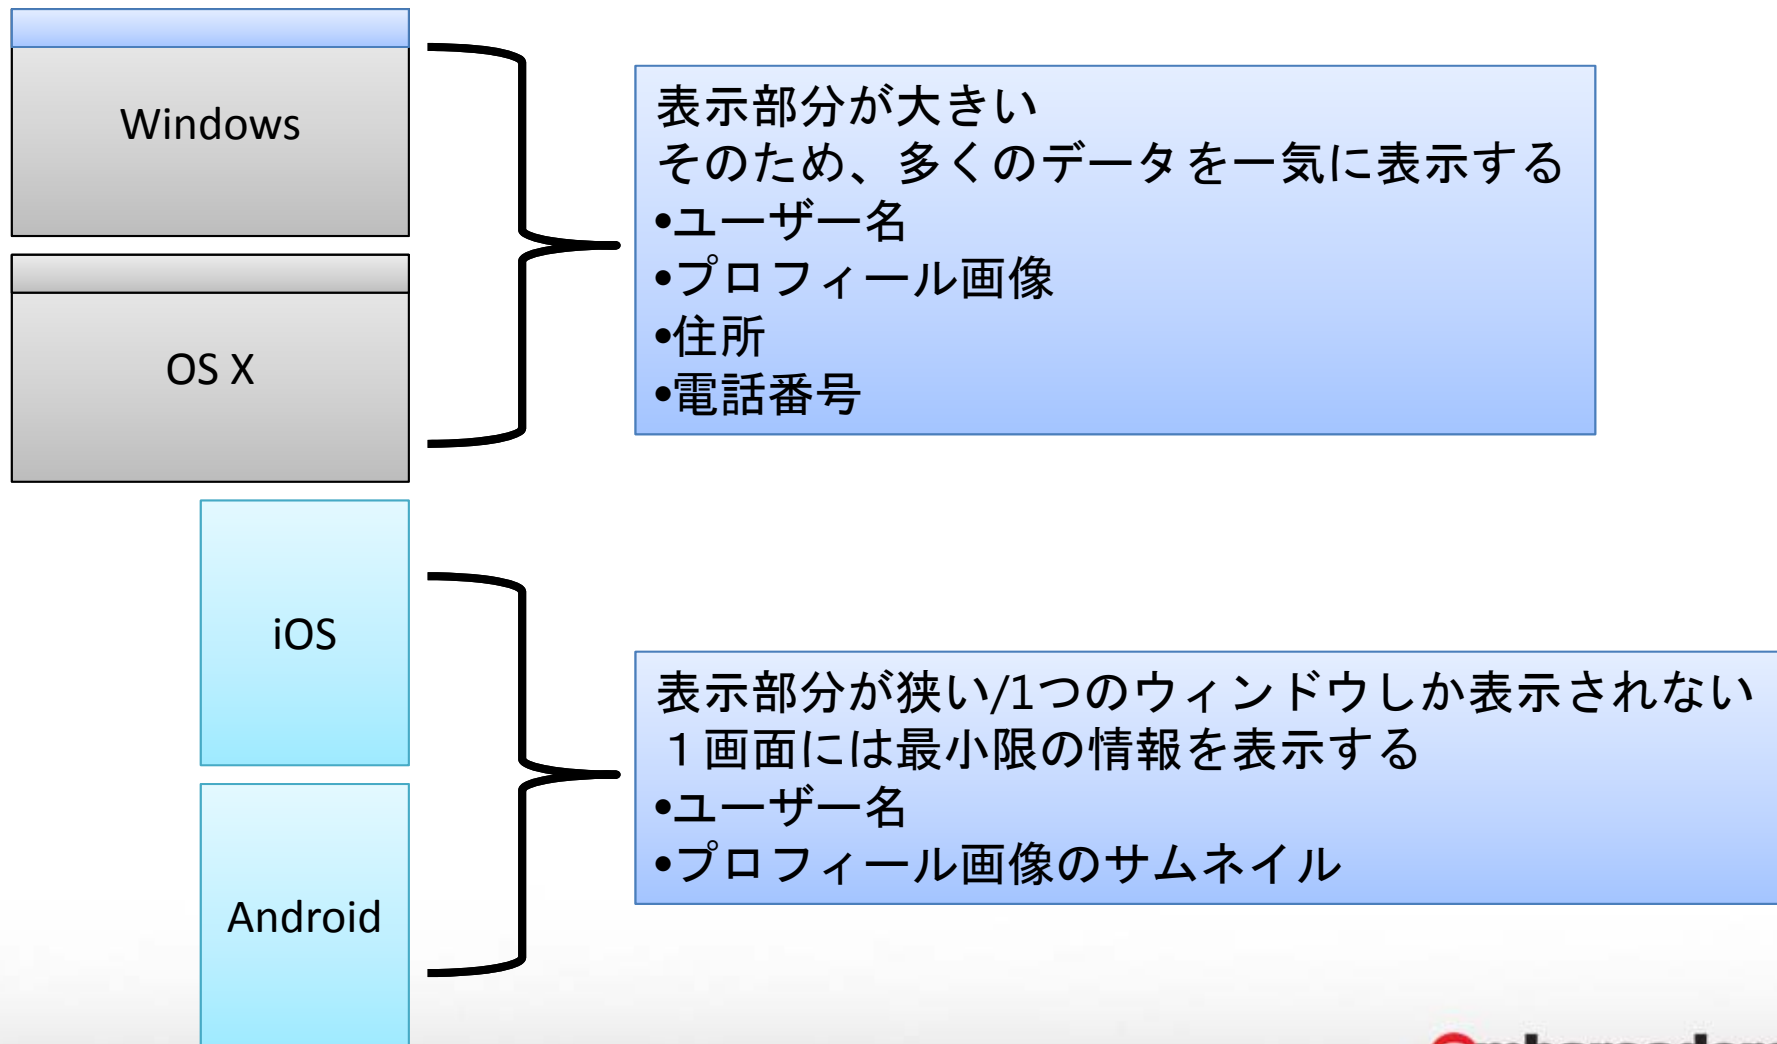 Windows
表示部分が大きい
そのため、多くのデータを一気に表示する
•ユーザー名
•プロフィール画像
•住所
•電話番号
OS X
iOS
表示部分が狭い/1つのウィンドウしか表示されない
１画面には最小限の情報を表示する
•ユーザー名
•プロフィール画像のサムネイル
Android